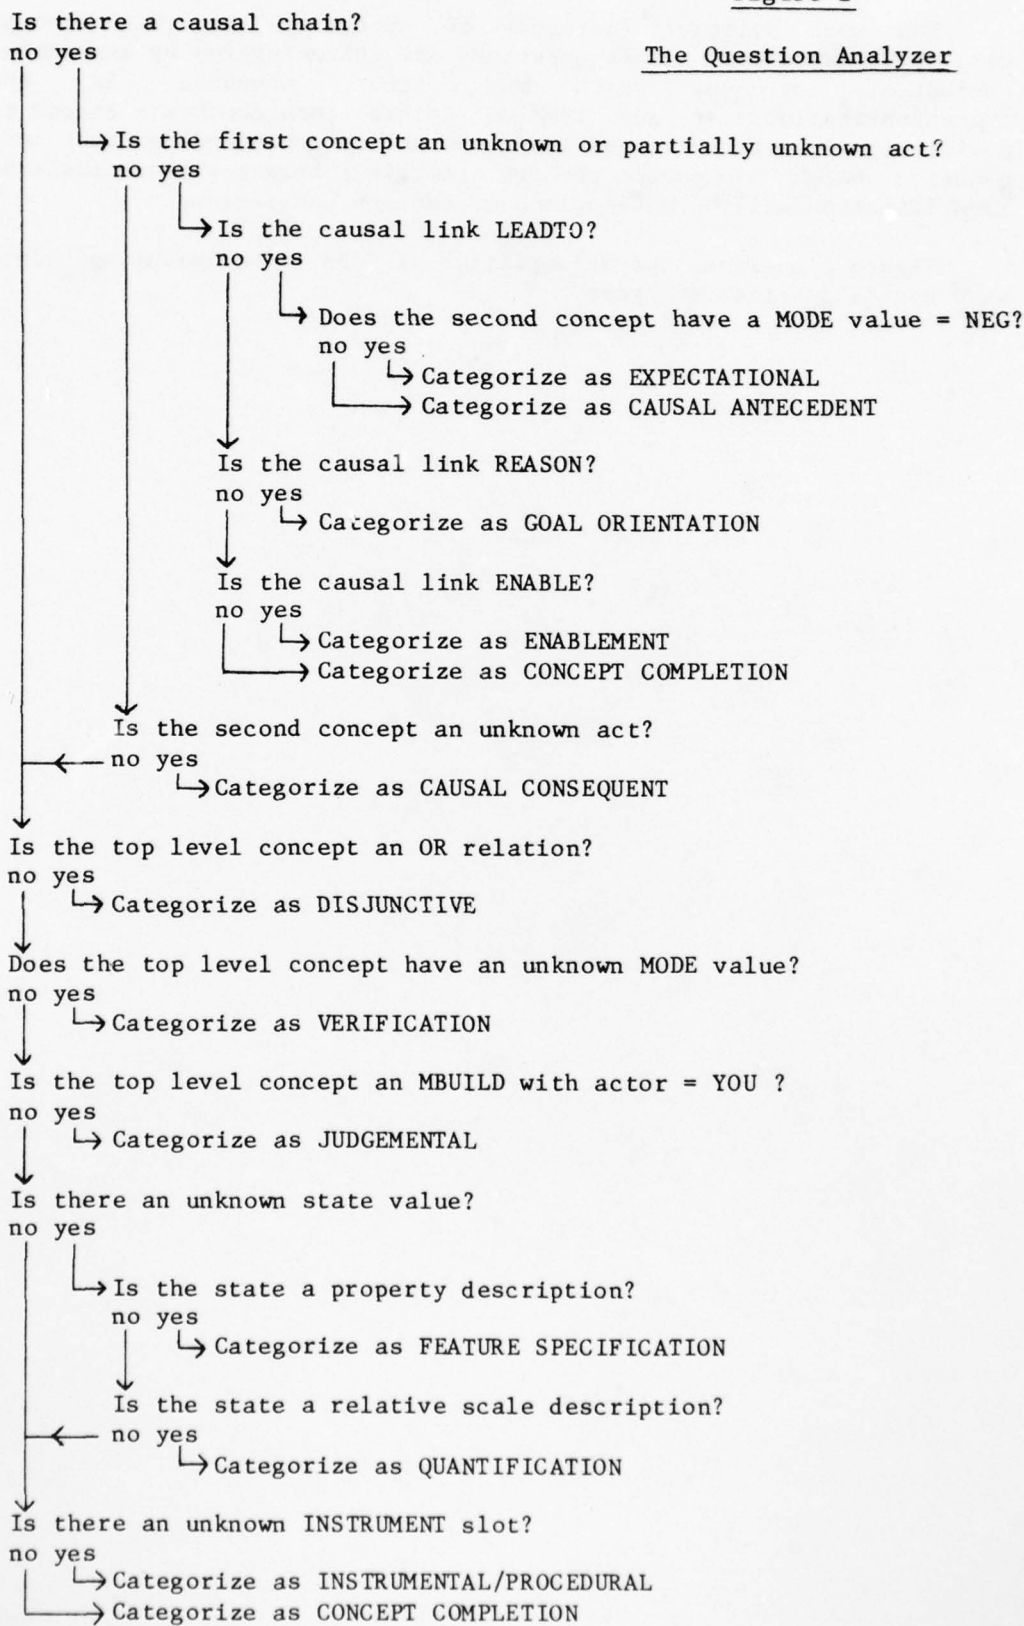 Is there a causal chain?
no yes
The Question Analyzer
Is the first concept an unknown or partially unknown act?
no yes
Is the causal link LEADTO?
no yes
Does the second concept have a MODE value = NEG?
no yes
Categorize as EXPECTATIONAL
Categorize as CAUSAL ANTECEDENT
Is the causal link REASON?
no yes
Categorize as GOAL ORIENTATION
Is the causal link ENABLE?
no yes
Categorize as ENABLEMENT
Categorize as CONCEPT COMPLETION
Is the second concept an unknown act?
no yes
Categorize as CAUSAL CONSEQUENT
Is the top level concept an OR relation?
no yes
Categorize as DISJUNCTIVE
Does the top level concept have an unknown MODE value?
no yes
Categorize as VERIFICATION
Is the top level concept an MBUILD with actor = YOU ?
no yes
Categorize as JUDGEMENTAL
Is there an unknown state value?
no yes
Is the state a property description?
no yes
Categorize as FEATURE SPECIFICATION
Is the state a relative scale description?
no yes
Categorize as QUANTIFICATION
Is there an unknown INSTRUMENT slot?
no yes
Categorize as INSTRUMENTAL/PROCEDURAL
Categorize as CONCEPT COMPLETION